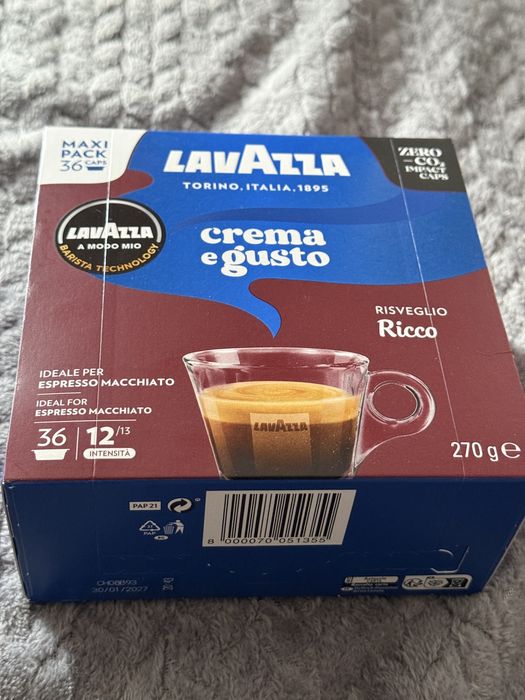 MAXI
PACK
36 CAPS
LAVAZZA
TORINO, ITALIA, 1895
ZERO
–CO₂
IMPACT
CAPS
LAVAZZA
A MODO MIO
BARISTA TECHNOLOGY
crema
e gusto
RISVEGLIO
Ricco
IDEALE PER
ESPRESSO MACCHIATO
IDEAL FOR
ESPRESSO MACCHIATO
36
12/13
INTENSITÀ
LAVAZZA
270 g ℮
PAP 21
PAP
8 000070 051355
CHG8B93
30/01/2027